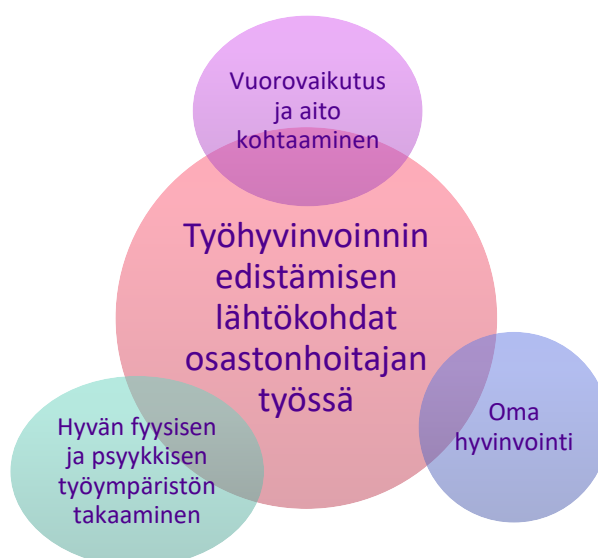 Vuorovaikutus
ja aito
kohtaaminen
Työhyvinvoinnin
edistämisen
lähtökohdat
osastonhoitajan
työssä
Hyvän fyysisen
ja psyykkisen
työympäristön
takaaminen
Oma
hyvinvointi